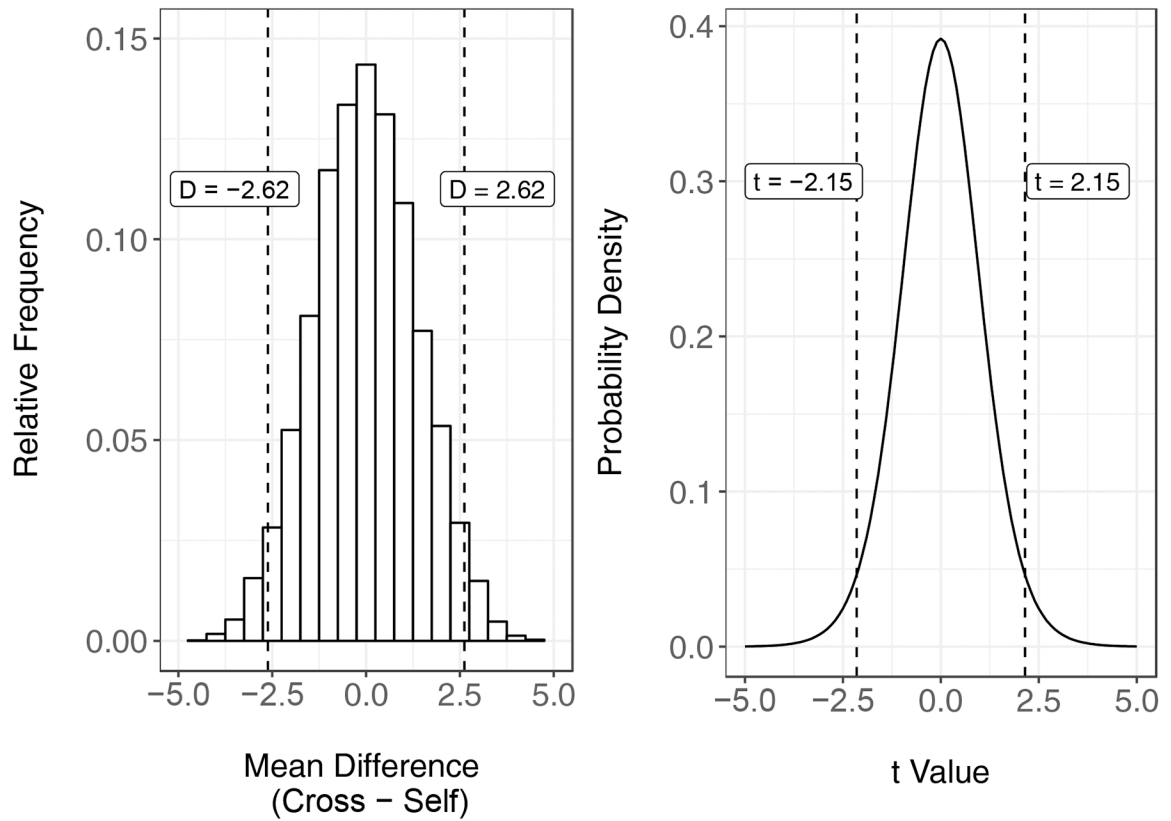 Relative Frequency
0.15
0.10
0.05
0.00
D = −2.62
D = 2.62
−5.0 −2.5 0.0 2.5 5.0
Mean Difference
(Cross − Self)
Probability Density
0.4
0.3
0.2
0.1
0.0
t = −2.15
t = 2.15
−5.0 −2.5 0.0 2.5 5.0
t Value